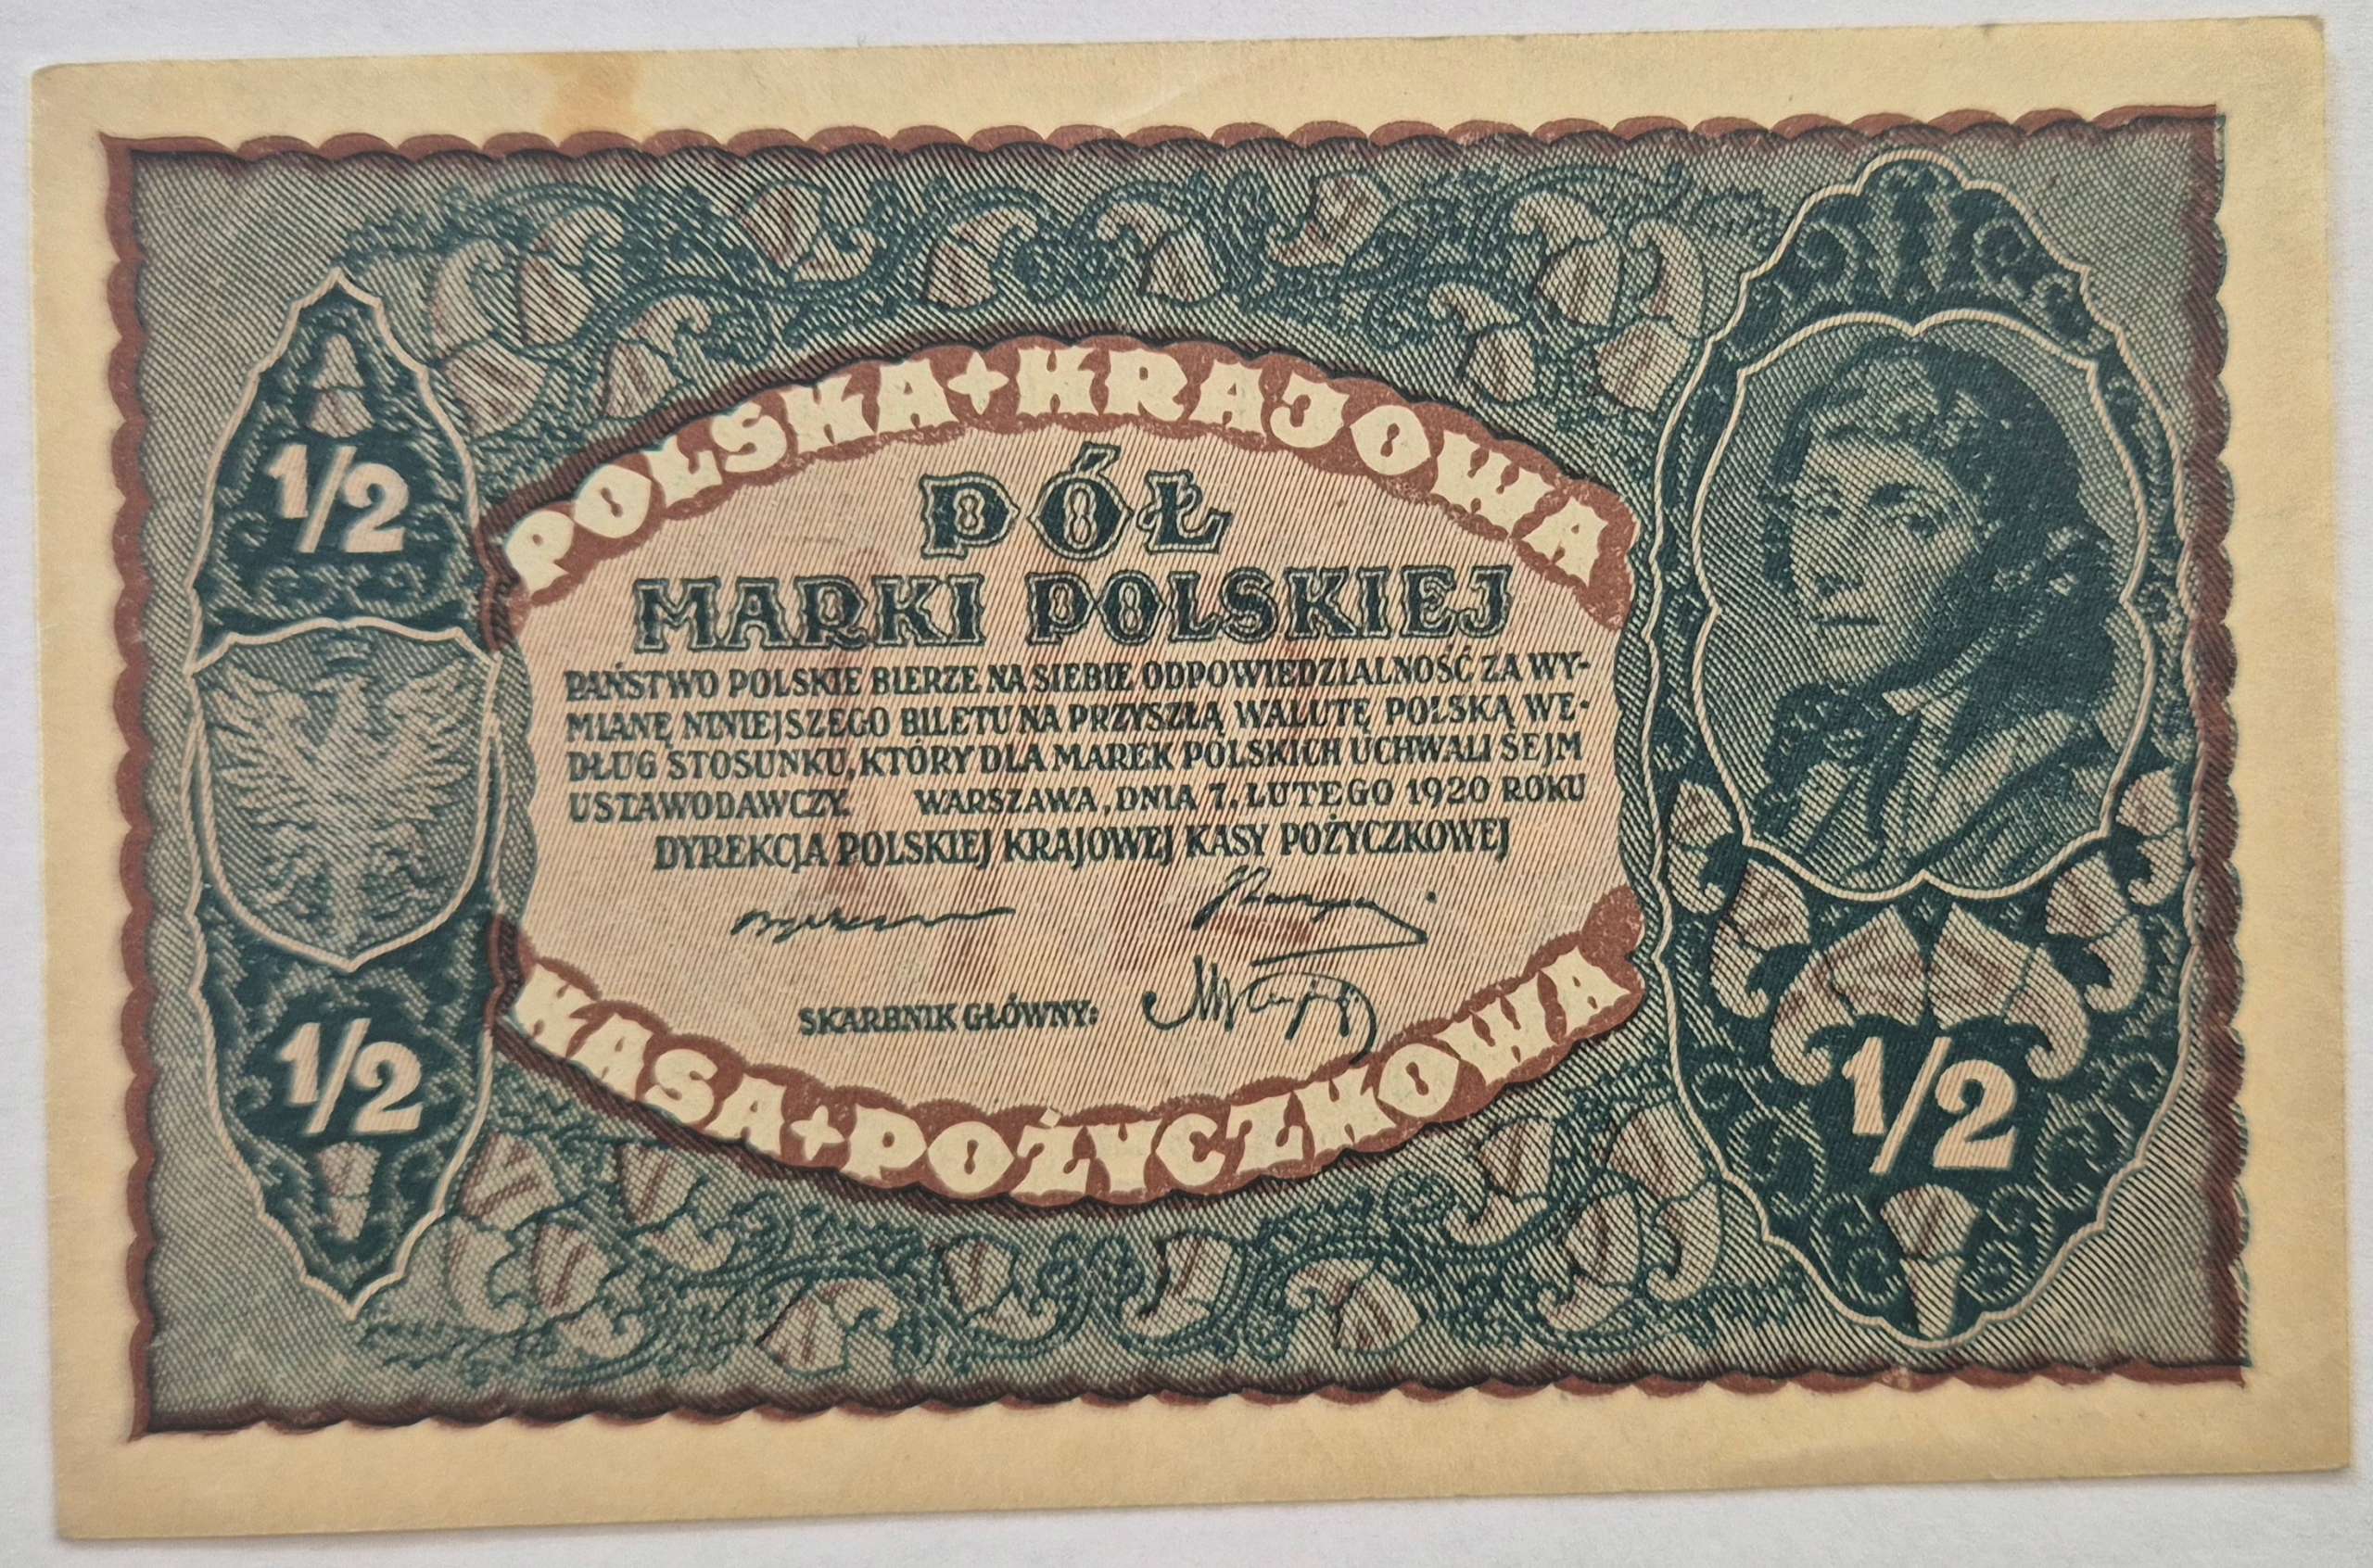 POLSKA + KRAJOWA
1/2
PÓŁ
MARKI POLSKIEJ
PAŃSTWO POLSKIE BIERZE NA SIEBIE ODPOWIEDZIALNOŚĆ ZA WY-
MIANĘ NINIEJSZEGO BILETU NA PRZYSZŁĄ WALUTĘ POLSKĄ WE-
DŁUG STOSUNKU, KTÓRY DLA MAREK POLSKICH UCHWALI SEJM
USTAWODAWCZY. WARSZAWA, DNIA 7. LUTEGO 1920 ROKU
DYREKCJA POLSKIEJ KRAJOWEJ KASY POŻYCZKOWEJ
SKARBNIK GŁÓWNY:
1/2
1/2
KASA + POŻYCZKOWA